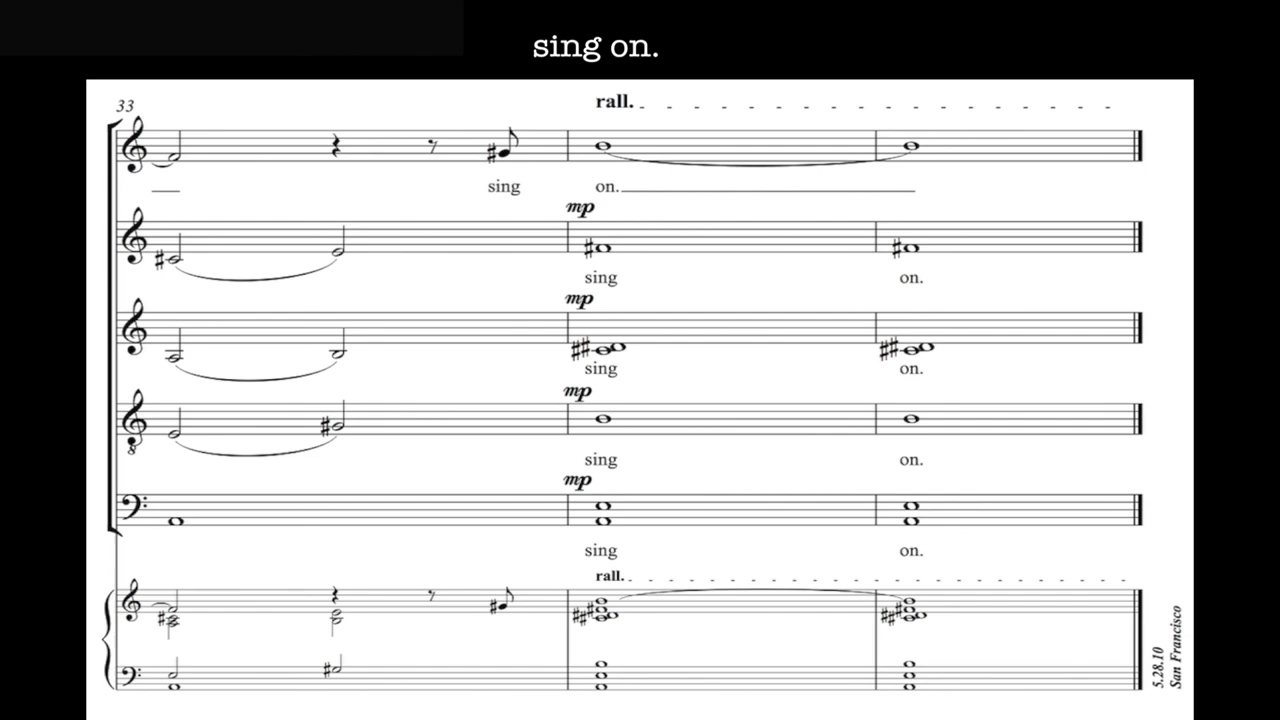 sing on.
33
rall.
sing on.
mp
sing on.
mp
sing on.
mp
sing on.
mp
sing on.
rall.
5.28.10
San Francisco